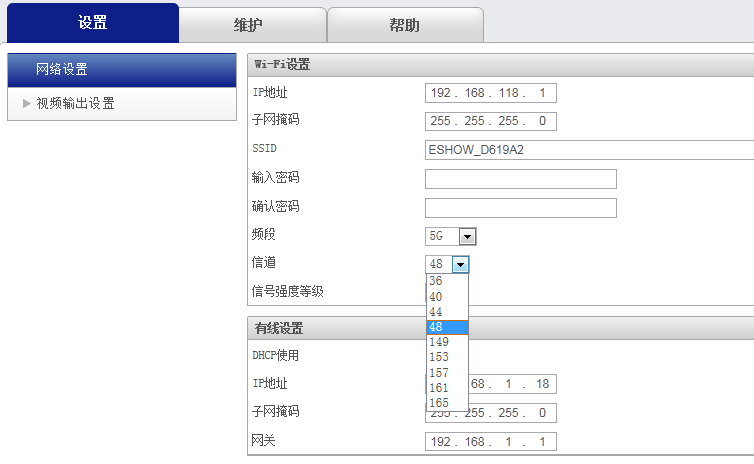 设置 维护 帮助
网络设置
视频输出设置
Wi-Fi设置
IP地址 192 . 168 . 118 . 1
子网掩码 255 . 255 . 255 . 0
SSID ESHOW_D619A2
输入密码
确认密码
频段 5G
信道 48
36
信号强度等级
40
44
48
有线设置
149
DHCP使用
153
157
IP地址 68 . 1 . 18
161
165
子网掩码 255 . 255 . 255 . 0
网关 192 . 168 . 1 . 1